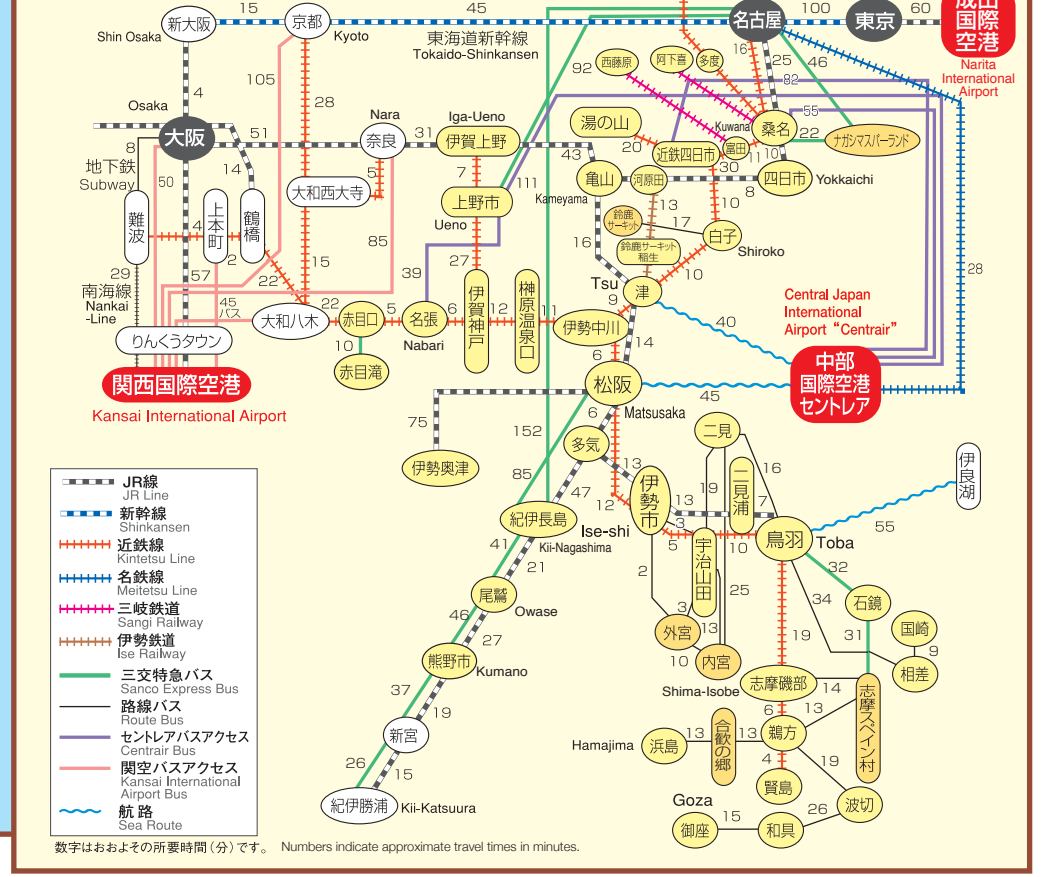 15
45
100
60
新大阪
京都
名古屋
東京
成田
国際
空港
Shin Osaka
Kyoto
東海道新幹線
Tokaido-Shinkansen
Narita
International
Airport
92
西藤原
阿下喜
多度
16
25
82
46
105
4
28
Osaka
大阪
51
Nara
奈良
31
Iga-Ueno
伊賀上野
湯の山
20
近鉄四日市
Kuwana
富田
桑名
55
22
ナガシマスパーランド
11
10
30
8
地下鉄
Subway
50
14
大和西大寺
5
7
111
43
亀山
Kameyama
河原田
8
四日市
Yokkaichi
上野市
Ueno
13
10
鈴鹿
サーキット
17
鈴鹿サーキット
稲生
白子
Shiroko
難波
4
上本町
鶴橋
2
85
16
29
南海線
Nankai
-Line
57
22
15
39
27
10
28
45
バス
大和八木
22
赤目口
5
名張
Nabari
6
伊賀神戸
12
榊原温泉口
11
伊勢中川
Tsu
津
9
14
6
40
Central Japan
International
Airport “Centrair”
りんくうタウン
10
赤目滝
関西国際空港
Kansai International Airport
中部
国際空港
セントレア
松阪
Matsusaka
45
75
152
6
伊勢奥津
多気
二見
85
13
47
12
伊勢市
Ise-shi
19
二見浦
16
伊良湖
13
7
3
5
10
鳥羽
Toba
55
紀伊長島
Kii-Nagashima
宇治山田
41
21
2
25
32
尾鷲
Owase
3
13
34
石鏡
外宮
10
内宮
19
31
国崎
9
相差
46
27
熊野市
Kumano
Shima-Isobe
志摩磯部
14
志摩スペイン村
37
19
6
13
新宮
Hamajima
浜島
13
合歓の郷
13
鵜方
26
15
4
19
賢島
紀伊勝浦
Kii-Katsuura
Goza
御座
15
和具
26
波切
JR線
JR Line
新幹線
Shinkansen
近鉄線
Kintetsu Line
名鉄線
Meitetsu Line
三岐鉄道
Sangi Railway
伊勢鉄道
Ise Railway
三交特急バス
Sanco Express Bus
路線バス
Route Bus
セントレアバスアクセス
Centrair Bus
関空バスアクセス
Kansai International
Airport Bus
航路
Sea Route
数字はおおよその所要時間（分）です。 Numbers indicate approximate travel times in minutes.